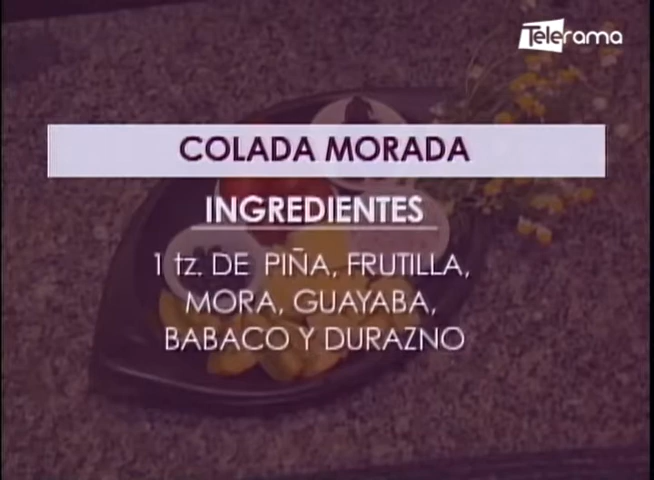 Telerama
COLADA MORADA
INGREDIENTES
1 tz. DE PIÑA, FRUTILLA,
MORA, GUAYABA,
BABACO Y DURAZNO